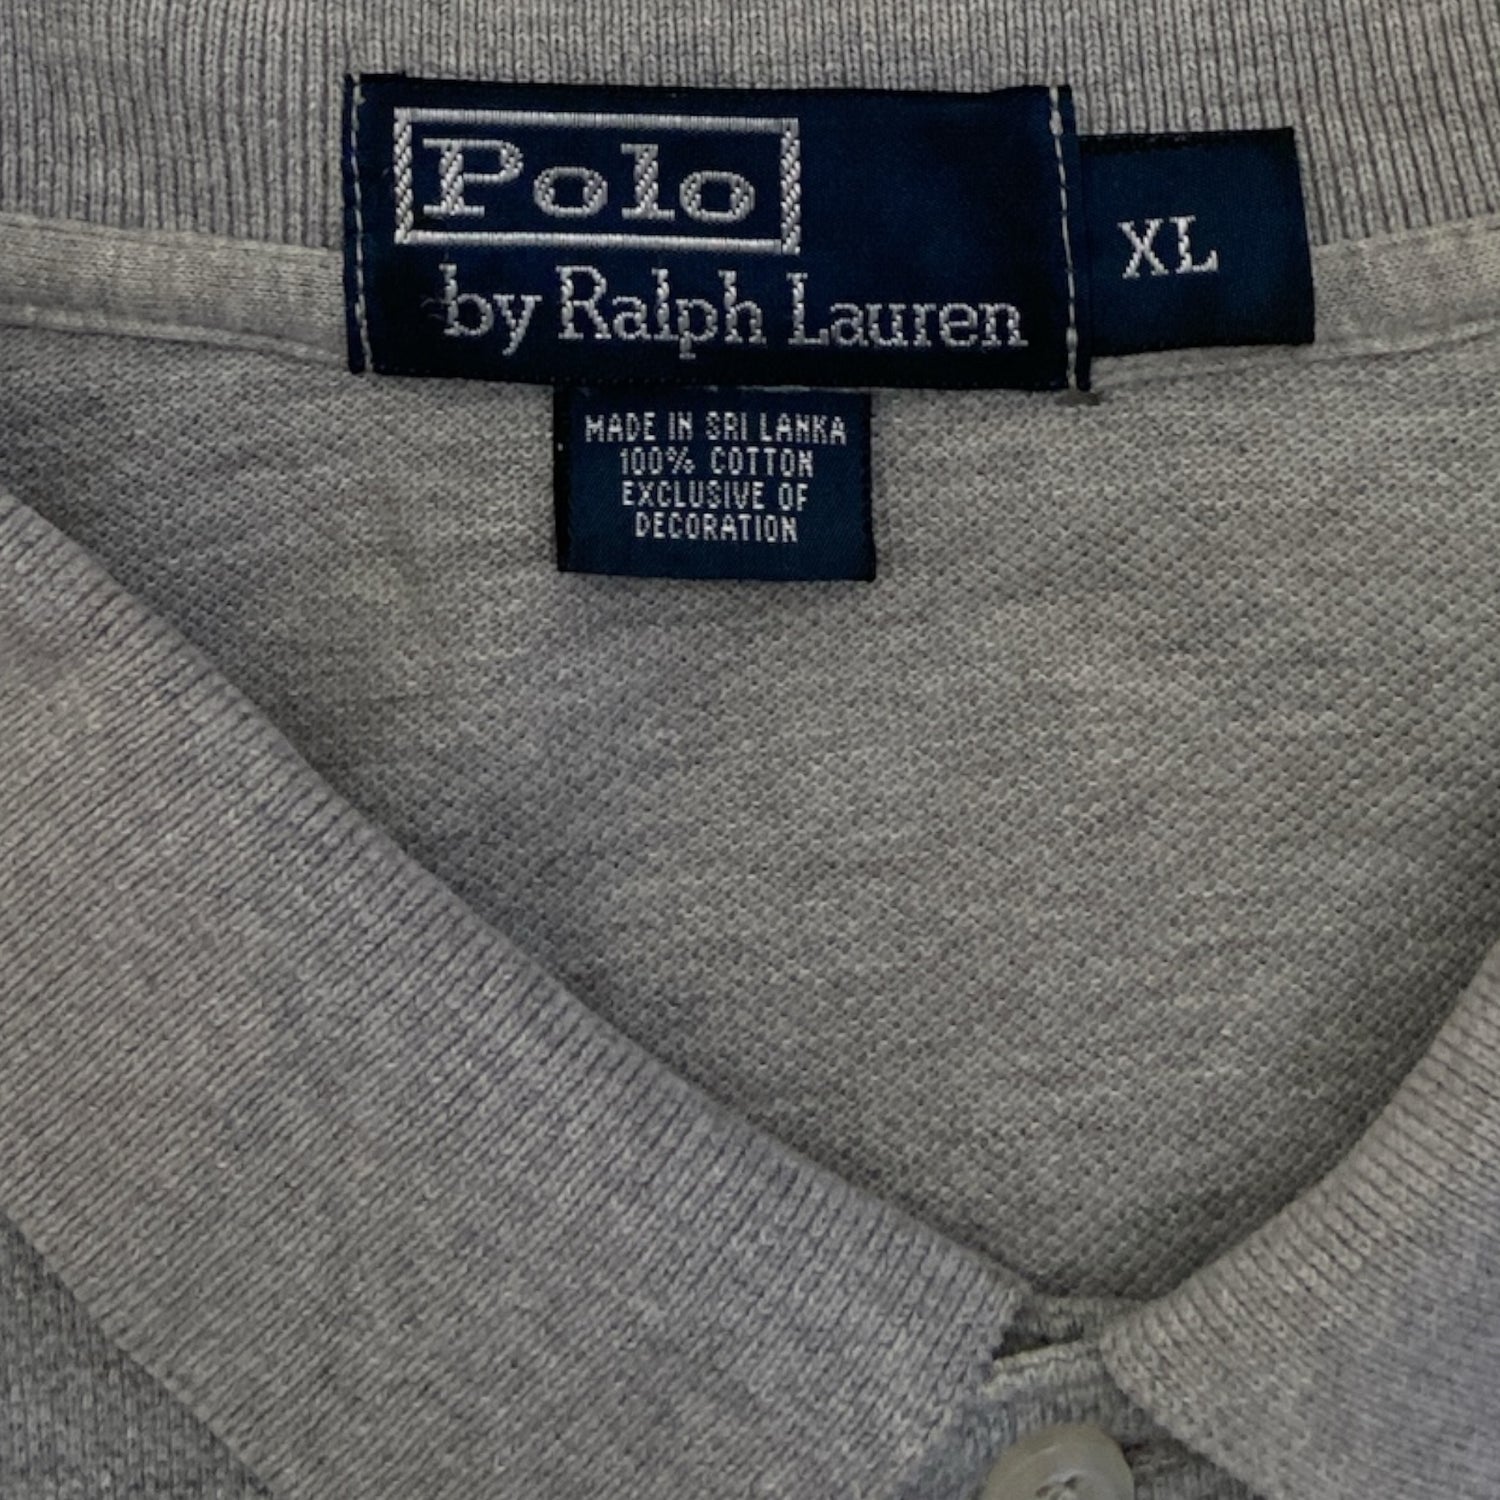 Polo
by Ralph Lauren
XL
MADE IN SRI LANKA
100% COTTON
EXCLUSIVE OF
DECORATION